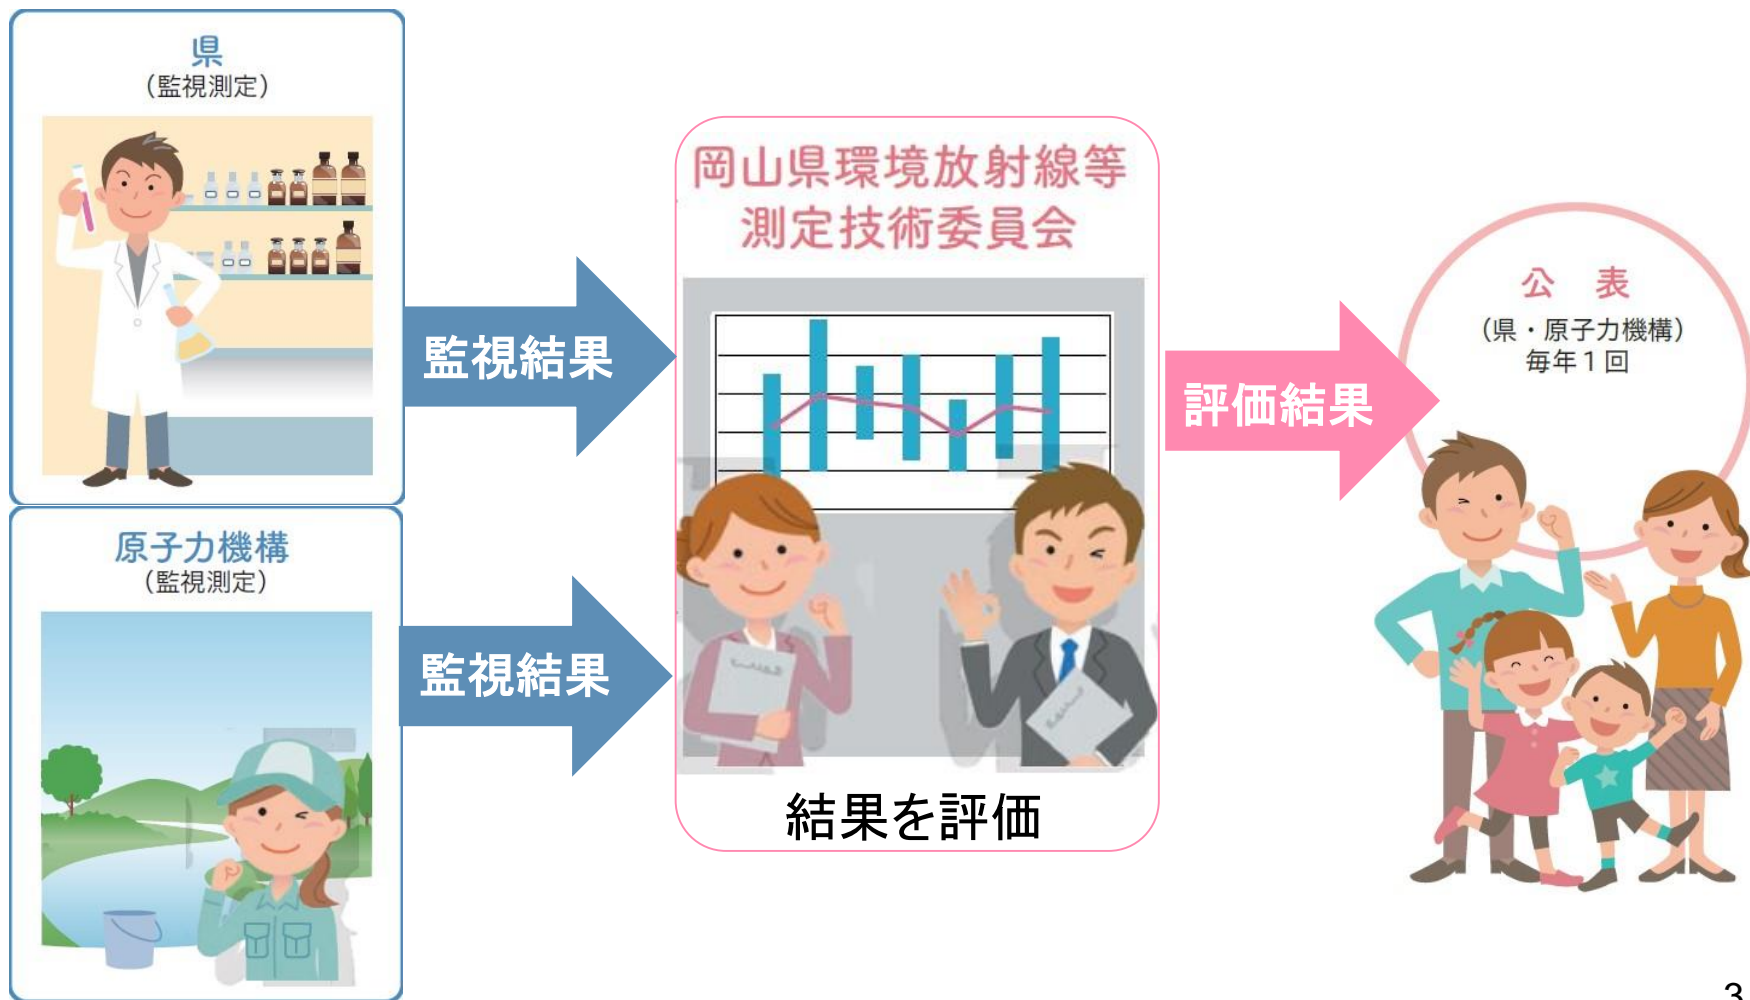 県
（監視測定）
原子力機構
（監視測定）
監視結果
監視結果
岡山県環境放射線等
測定技術委員会
結果を評価
評価結果
公　表
（県・原子力機構）
毎年１回
3